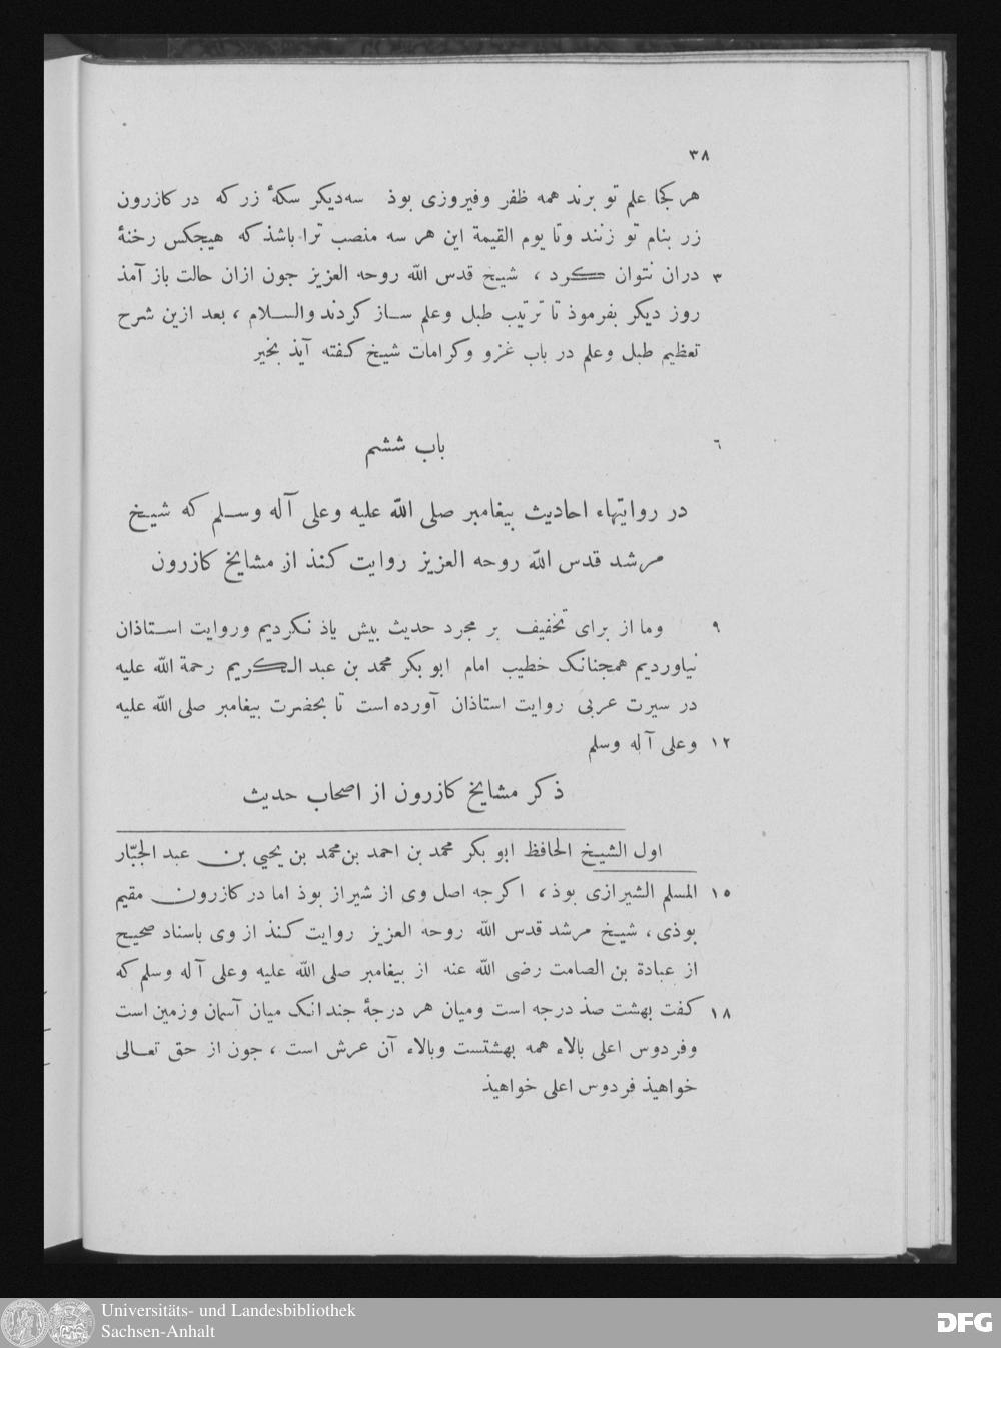 ٣٨
هر کجا علم تو برند همه ظفر وفیروزی بوذ سه‌دیکر سکهٔ زر که در کازرون
زر بنام تو زنند وتا یوم القیمة این هر سه منصب ترا باشذ که هیجکس رخنهٔ
٣ دران نتوان کرد ، شیخ قدس الله روحه العزیز جون ازان حالت باز آمذ
روز دیکر بفرموذ تا ترتیب طبل وعلم ساز کردند والسلام ، بعد ازین شرح
تعظیم طبل وعلم در باب غزو وکرامات شیخ کفته آیذ بخیر
٦ باب ششم
در روایتهاء احادیث بیغامبر صلی الله علیه وعلی آله وسلم که شیخ
مرشد قدس الله روحه العزیز روایت کنذ از مشایخ کازرون
٩ وما از برای تخفیف بر مجرد حدیث بیش یاذ نکردیم وروایت استاذان
نیاوردیم همجنانک خطیب امام ابو بکر محمد بن عبد الکریم رحمة الله علیه
در سیرت عربی روایت استاذان آورده است تا بحضرت بیغامبر صلی الله علیه
١٢ وعلی آله وسلم
ذکر مشایخ کازرون از اصحاب حدیث
اول الشیخ الحافظ ابو بکر محمد بن احمد بن محمد بن یحیی بن عبد الجبّار
١٥ المسلم الشیرازی بوذ ، اکرجه اصل وی از شیراز بوذ اما در کازرون مقیم
بوذی ، شیخ مرشد قدس الله روحه العزیز روایت کنذ از وی باسناد صحیح
از عبادة بن الصامت رضی الله عنه از بیغامبر صلی الله علیه وعلی آله وسلم که
١٨ کفت بهشت صذ درجه است ومیان هر درجهٔ جندانک میان آسمان وزمین است
وفردوس اعلی بالاء همه بهشتست وبالاء آن عرش است ، جون از حق تعالی
خواهیذ فردوس اعلی خواهیذ
Universitäts- und Landesbibliothek
Sachsen-Anhalt
DFG